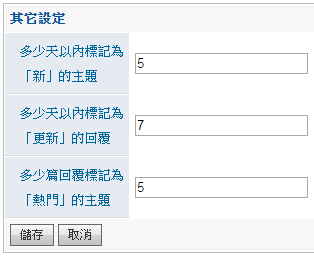 其它設定
多少天以內標記為
「新」的主題
5
多少天以內標記為
「更新」的回覆
7
多少篇回覆標記為
「熱門」的主題
5
儲存 取消